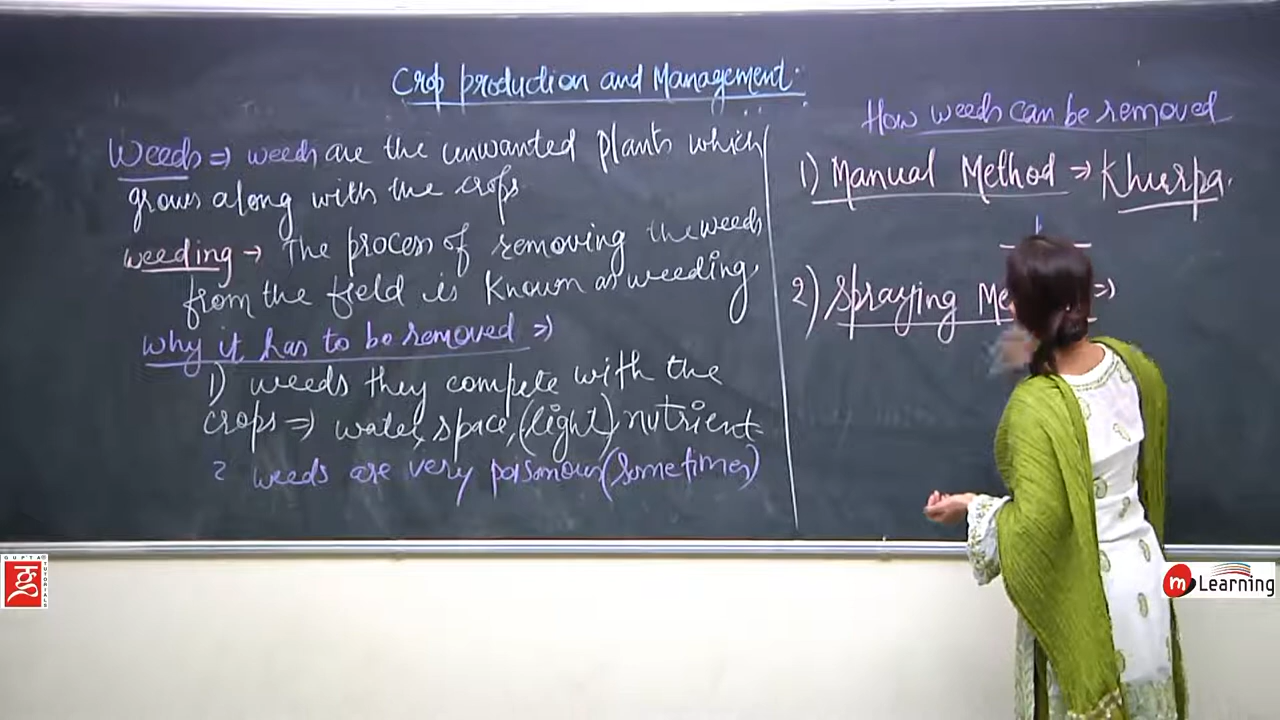 Crop production and Management.
Weeds ⇒ weeds are the unwanted plants which
grows along with the crops.
weeding → The process of removing the weeds
from the field is known as weeding.
Why it has to be removed ⇒
1) weeds they compete with the
crops ⇒ water, space, (light), nutrient
2 weeds are very poisonous (sometimes)
How weeds can be removed
1) Manual Method → Khurpa.
2) Spraying Me ⇒
GUPTA TUTORIALS
m Learning